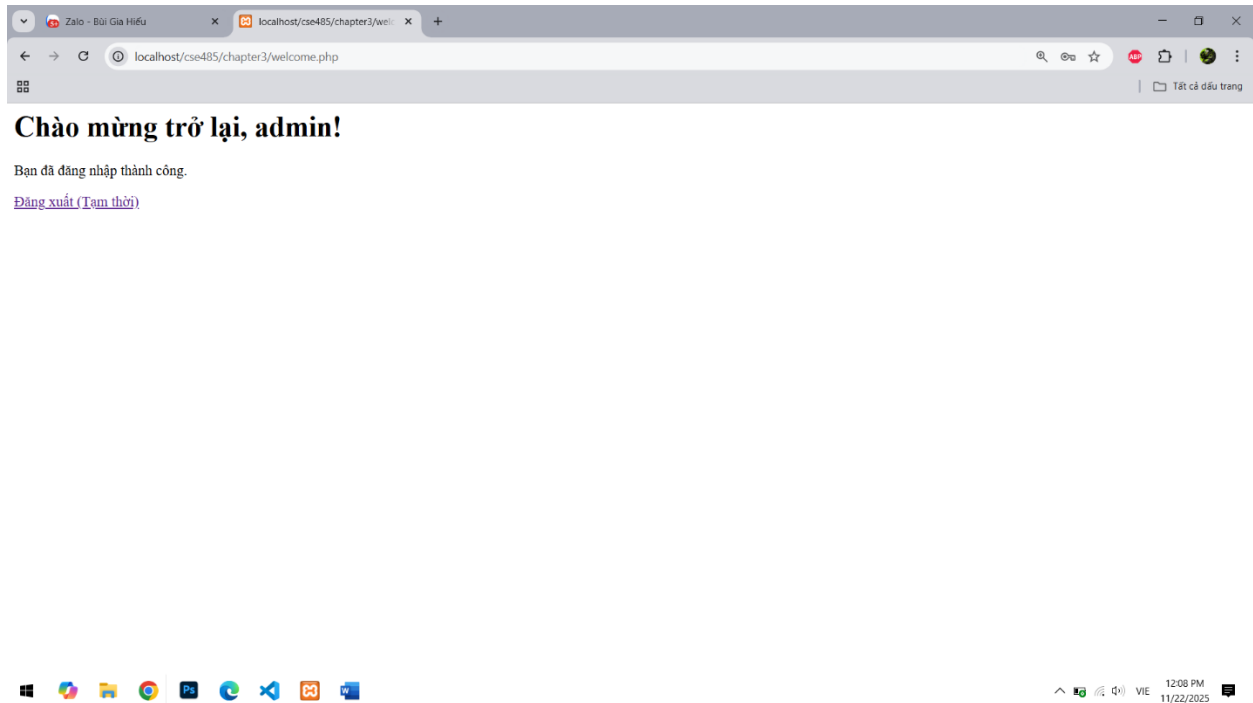 Zalo - Bùi Gia Hiếu
localhost/cse485/chapter3/welc
localhost/cse485/chapter3/welcome.php
ABP
Tất cả dấu trang
Chào mừng trở lại, admin!
Bạn đã đăng nhập thành công.
Đăng xuất (Tạm thời)
Ps
W
VIE
12:08 PM
11/22/2025